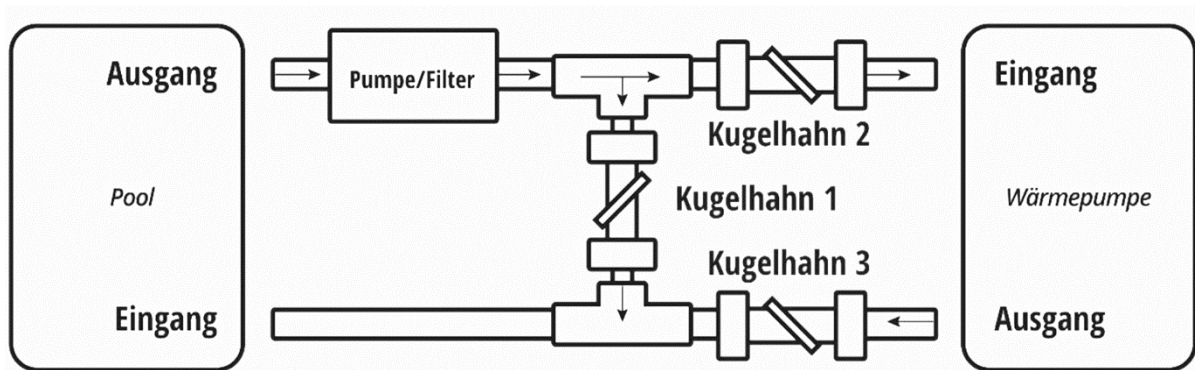 Ausgang
Pumpe/Filter
Eingang
Kugelhahn 2
Pool
Kugelhahn 1
Wärmepumpe
Kugelhahn 3
Eingang
Ausgang